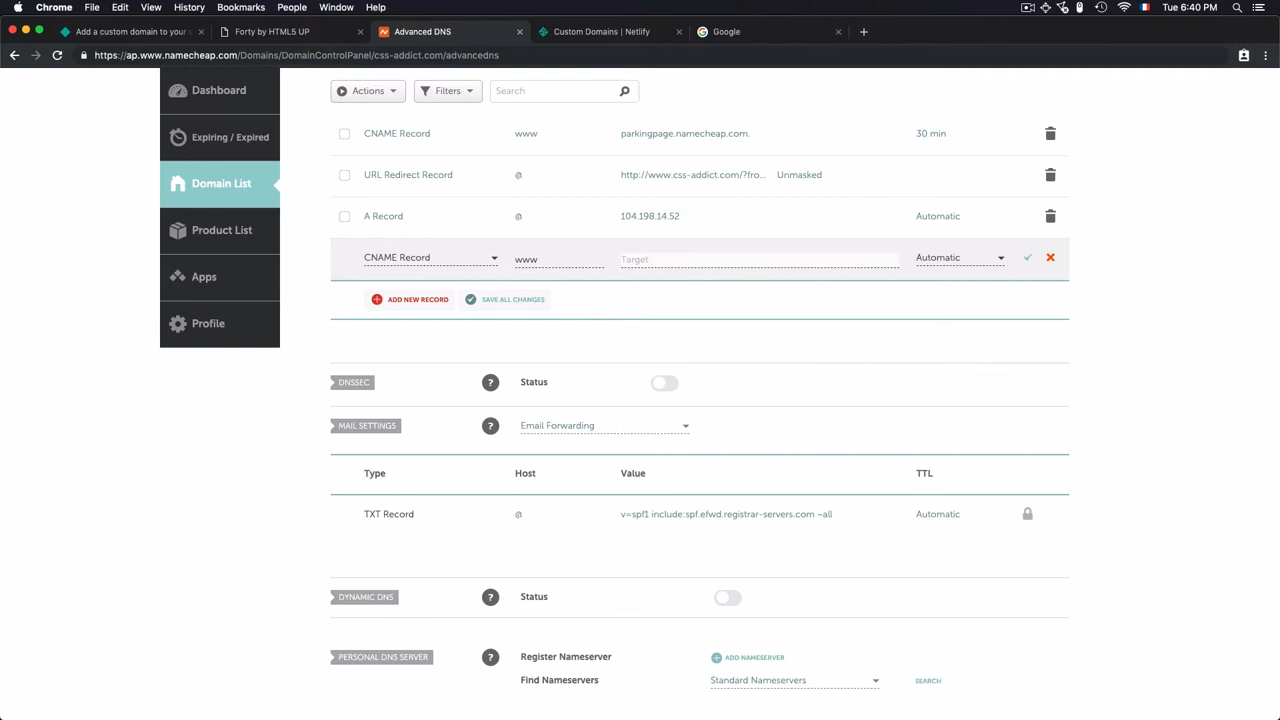 Chrome File Edit View History Bookmarks People Window Help Tue 6:40 PM
Add a custom domain to your Forty by HTML5 UP Advanced DNS Custom Domains | Netlify Google
https://ap.www.namecheap.com/Domains/DomainControlPanel/css-addict.com/advancedns
Dashboard
Expiring / Expired
Domain List
Product List
Apps
Profile
Actions Filters Search
CNAME Record www parkingpage.namecheap.com. 30 min
URL Redirect Record @ http://www.css-addict.com/?fro... Unmasked
A Record @ 104.198.14.52 Automatic
CNAME Record www Target Automatic
ADD NEW RECORD SAVE ALL CHANGES
DNSSEC ? Status
MAIL SETTINGS ? Email Forwarding
Type Host Value TTL
TXT Record @ v=spf1 include:spf.efwd.registrar-servers.com ~all Automatic
DYNAMIC DNS ? Status
PERSONAL DNS SERVER ? Register Nameserver ADD NAMESERVER
Find Nameservers Standard Nameservers SEARCH